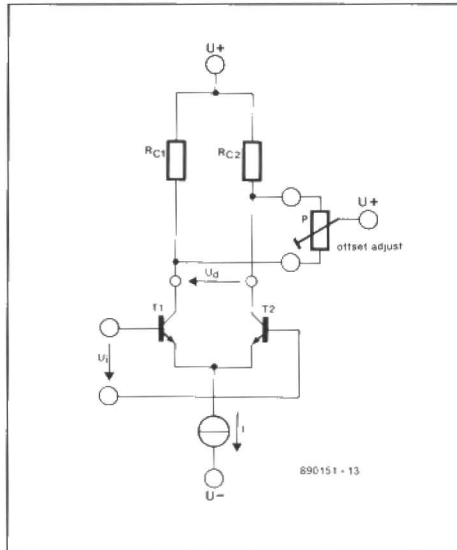 U+
RC1
RC2
P
U+
offset adjust
Ud
T1
T2
Ui
I
U-
890151 - 13